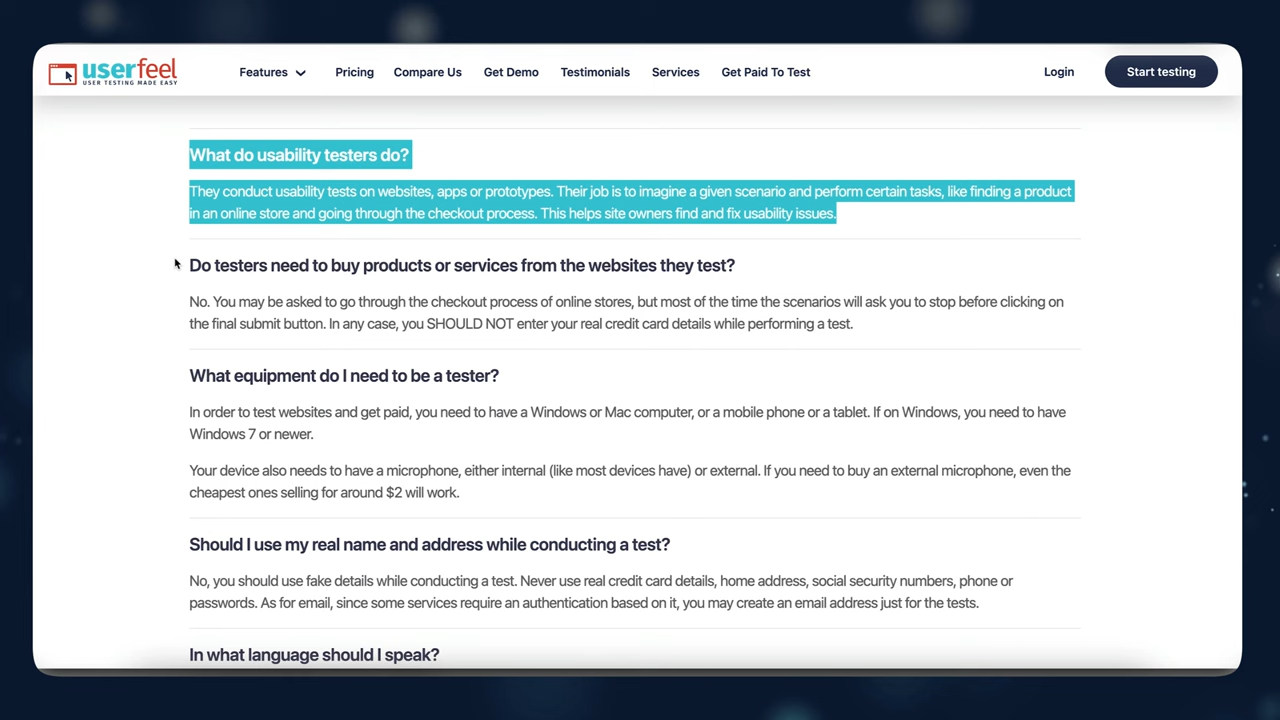 userfeel
USER TESTING MADE EASY
Features
Pricing
Compare Us
Get Demo
Testimonials
Services
Get Paid To Test
Login
Start testing
What do usability testers do?
They conduct usability tests on websites, apps or prototypes. Their job is to imagine a given scenario and perform certain tasks, like finding a product
in an online store and going through the checkout process. This helps site owners find and fix usability issues.
Do testers need to buy products or services from the websites they test?
No. You may be asked to go through the checkout process of online stores, but most of the time the scenarios will ask you to stop before clicking on
the final submit button. In any case, you SHOULD NOT enter your real credit card details while performing a test.
What equipment do I need to be a tester?
In order to test websites and get paid, you need to have a Windows or Mac computer, or a mobile phone or a tablet. If on Windows, you need to have
Windows 7 or newer.
Your device also needs to have a microphone, either internal (like most devices have) or external. If you need to buy an external microphone, even the
cheapest ones selling for around $2 will work.
Should I use my real name and address while conducting a test?
No, you should use fake details while conducting a test. Never use real credit card details, home address, social security numbers, phone or
passwords. As for email, since some services require an authentication based on it, you may create an email address just for the tests.
In what language should I speak?